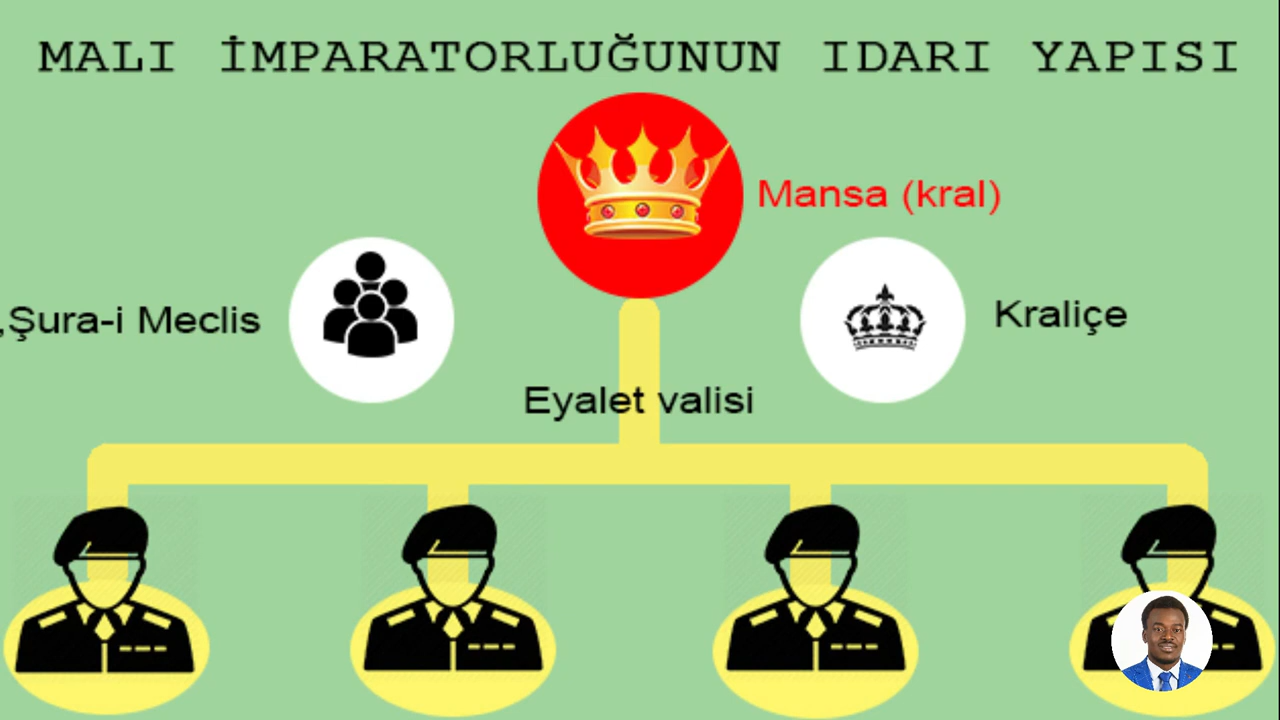 MALI İMPARATORLUĞUNUN IDARI YAPISI
Mansa (kral)
,Şura-i Meclis
Kraliçe
Eyalet valisi